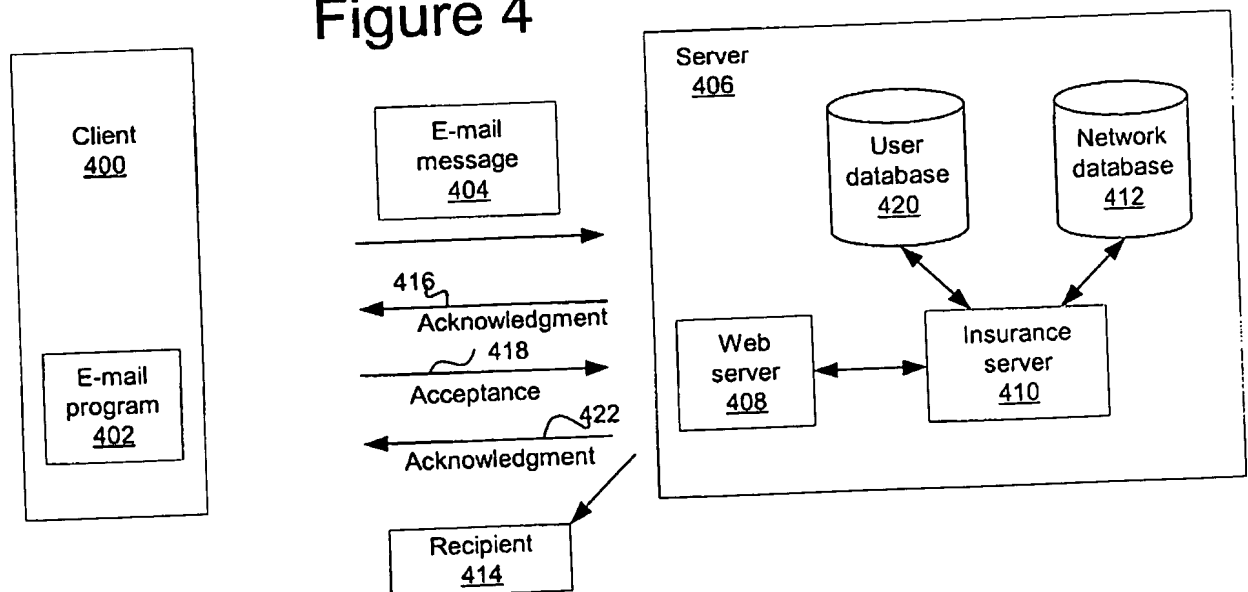 Figure 4
Client
400
E-mail
program
402
E-mail
message
404
416
Acknowledgment
418
Acceptance
422
Acknowledgment
Recipient
414
Server
406
User
database
420
Network
database
412
Web
server
408
Insurance
server
410